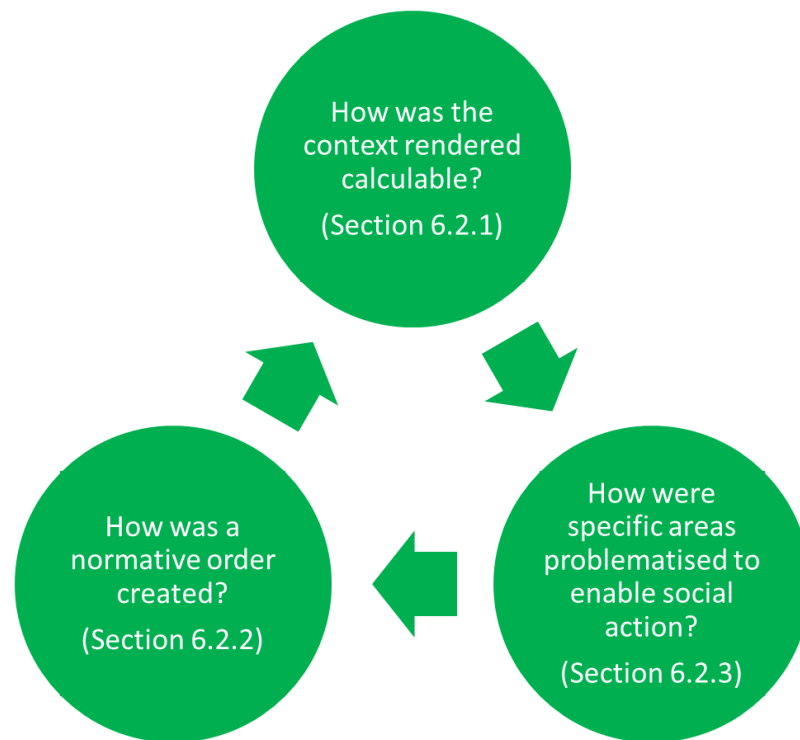 How was the
context rendered
calculable?
(Section 6.2.1)
How was a
normative order
created?
(Section 6.2.2)
How were
specific areas
problematised to
enable social
action?
(Section 6.2.3)